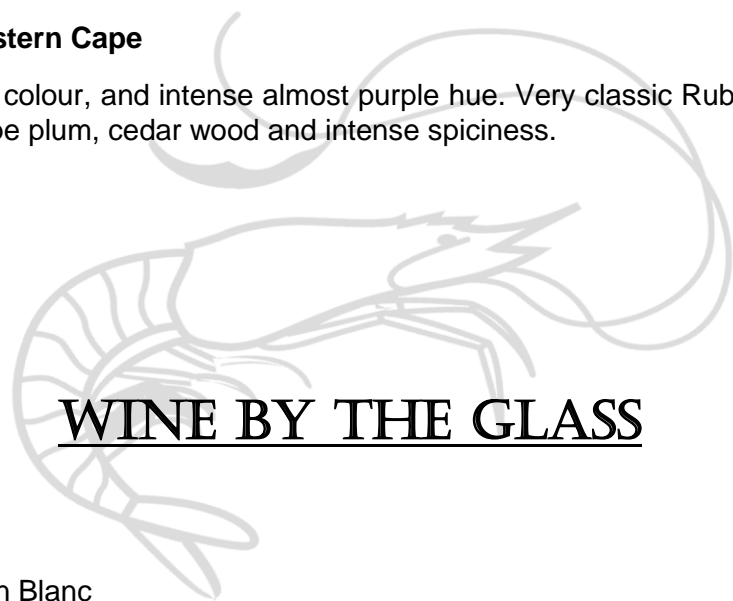 stern Cape
colour, and intense almost purple hue. Very classic Rub
oe plum, cedar wood and intense spiciness.
WINE BY THE GLASS
n Blanc